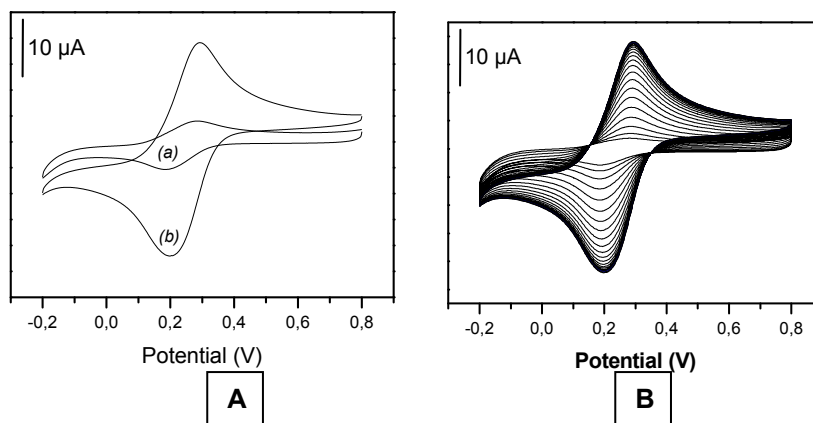 10 µA
(a)
(b)
-0,2 0,0 0,2 0,4 0,6 0,8
Potential (V)
A
10 µA
-0,2 0,0 0,2 0,4 0,6 0,8
Potential (V)
B